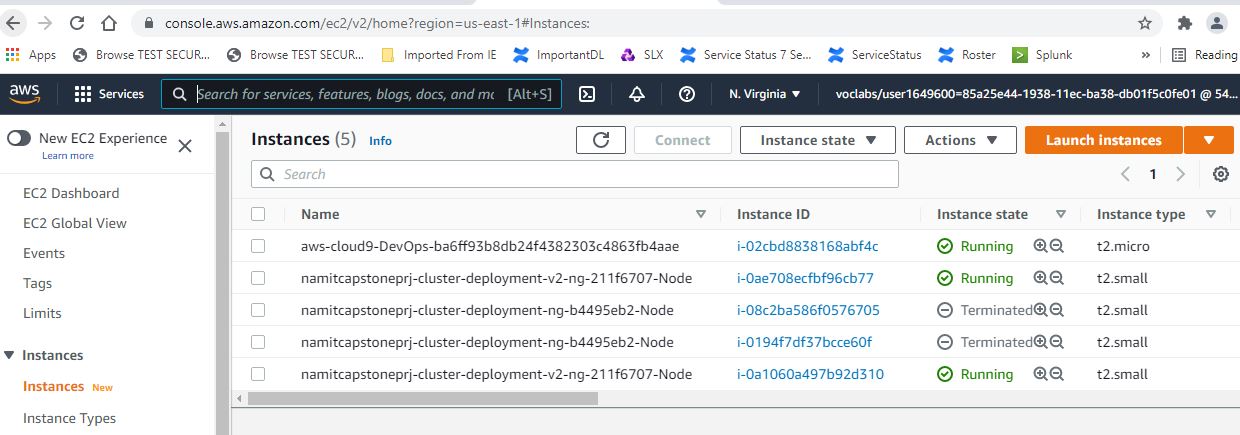 console.aws.amazon.com/ec2/v2/home?region=us-east-1#Instances:
Apps Browse TEST SECUR... Browse TEST SECUR... Imported From IE ImportantDL SLX Service Status 7 Se... ServiceStatus Roster Splunk » Reading
aws Services Search for services, features, blogs, docs, and mo [Alt+S] N. Virginia voclabs/user1649600=85a25e44-1938-11ec-ba38-db01f5c0fe01 @ 54...
New EC2 Experience
Learn more
EC2 Dashboard
EC2 Global View
Events
Tags
Limits
Instances
Instances New
Instance Types
Instances (5) Info Connect Instance state Actions Launch instances
Search 1
Name Instance ID Instance state Instance type
aws-cloud9-DevOps-ba6ff93b8db24f4382303c4863fb4aae i-02cbd8838168abf4c Running t2.micro
namitcapstoneprj-cluster-deployment-v2-ng-211f6707-Node i-0ae708ecfbf96cb77 Running t2.small
namitcapstoneprj-cluster-deployment-ng-b4495eb2-Node i-08c2ba586f0576705 Terminated t2.small
namitcapstoneprj-cluster-deployment-ng-b4495eb2-Node i-0194f7df37bcce60f Terminated t2.small
namitcapstoneprj-cluster-deployment-v2-ng-211f6707-Node i-0a1060a497b92d310 Running t2.small